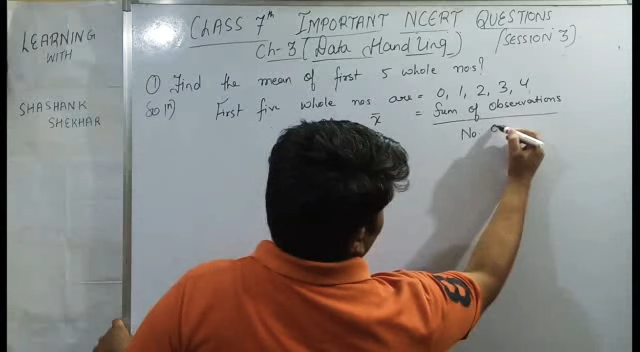 LEARNING
WITH
SHASHANK
SHEKHAR
CLASS 7th IMPORTANT NCERT QUESTIONS
Ch-3 (Data Handling) (SESSION 3)
① Find the mean of first 5 whole nos?
Soln) First five whole nos are = 0, 1, 2, 3, 4
x̄ = Sum of observations
No o
3